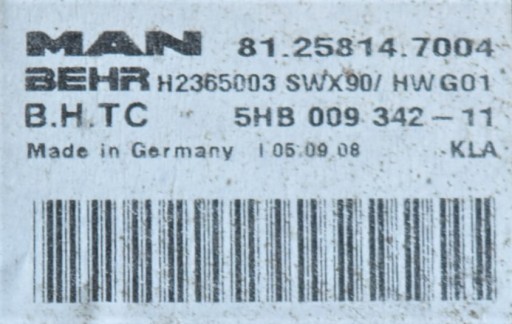 MAN 81.25814.7004
BEHR H2365003 SWX90/ HWG01
B.H.TC 5HB 009 342-11
Made in Germany 105.09.08 KLA